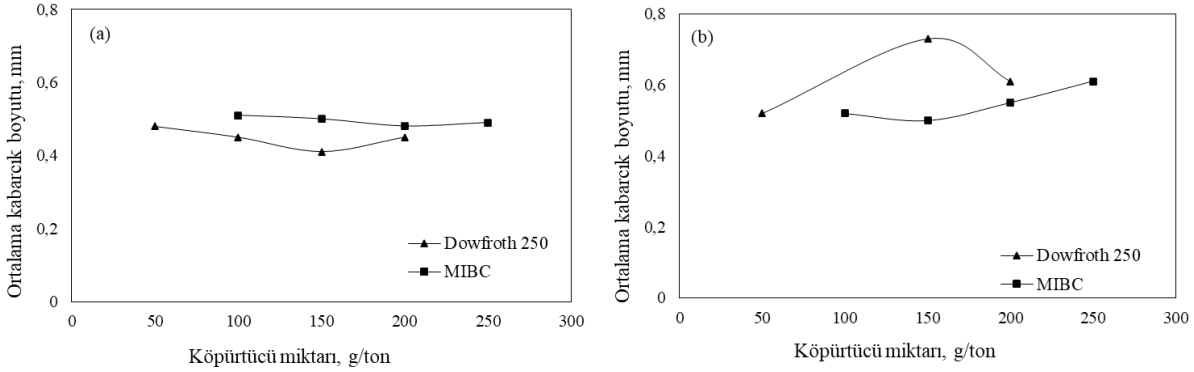 (a)
Ortalama kabarcık boyutu, mm
0,8
0,6
0,4
0,2
0
Dowfroth 250
MIBC
0 50 100 150 200 250 300
Köpürtücü miktarı, g/ton
(b)
Ortalama kabarcık boyutu, mm
0,8
0,6
0,4
0,2
0
Dowfroth 250
MIBC
0 50 100 150 200 250 300
Köpürtücü miktarı, g/ton